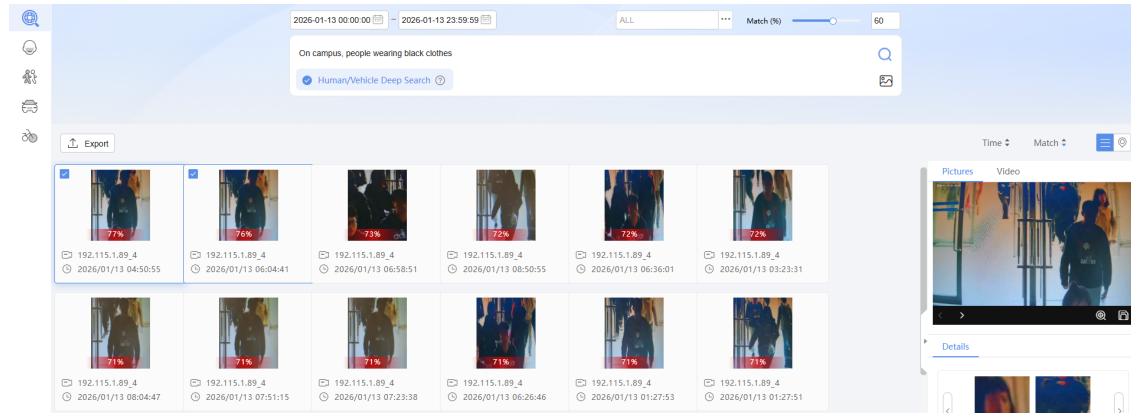 2026-01-13 00:00:00 - 2026-01-13 23:59:59 ALL ... Match (%) 60
On campus, people wearing black clothes
Human/Vehicle Deep Search
Export Time Match
Pictures Video
77% 76% 73% 72% 72% 72%
192.115.1.89_4 192.115.1.89_4 192.115.1.89_4 192.115.1.89_4 192.115.1.89_4 192.115.1.89_4
2026/01/13 04:50:55 2026/01/13 06:04:41 2026/01/13 06:58:51 2026/01/13 08:50:55 2026/01/13 06:36:01 2026/01/13 03:23:31
Details
71% 71% 71% 71% 71% 71%
192.115.1.89_4 192.115.1.89_4 192.115.1.89_4 192.115.1.89_4 192.115.1.89_4 192.115.1.89_4
2026/01/13 08:04:47 2026/01/13 07:51:15 2026/01/13 07:23:38 2026/01/13 06:26:46 2026/01/13 01:27:53 2026/01/13 01:27:51